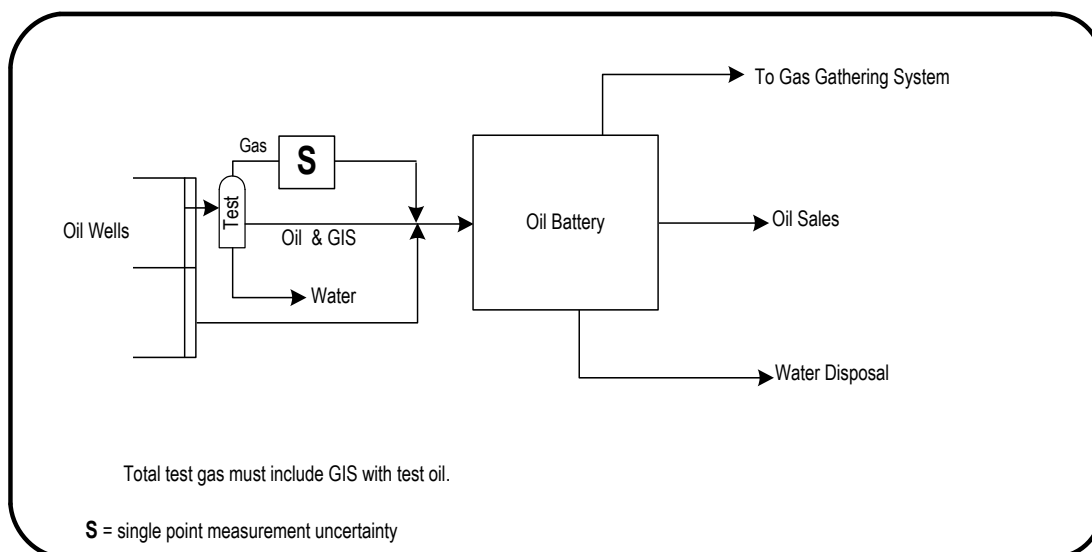 To Gas Gathering System
Gas
S
Oil Wells
Test
Oil & GIS
Oil Battery
Oil Sales
Water
Water Disposal
Total test gas must include GIS with test oil.
S = single point measurement uncertainty